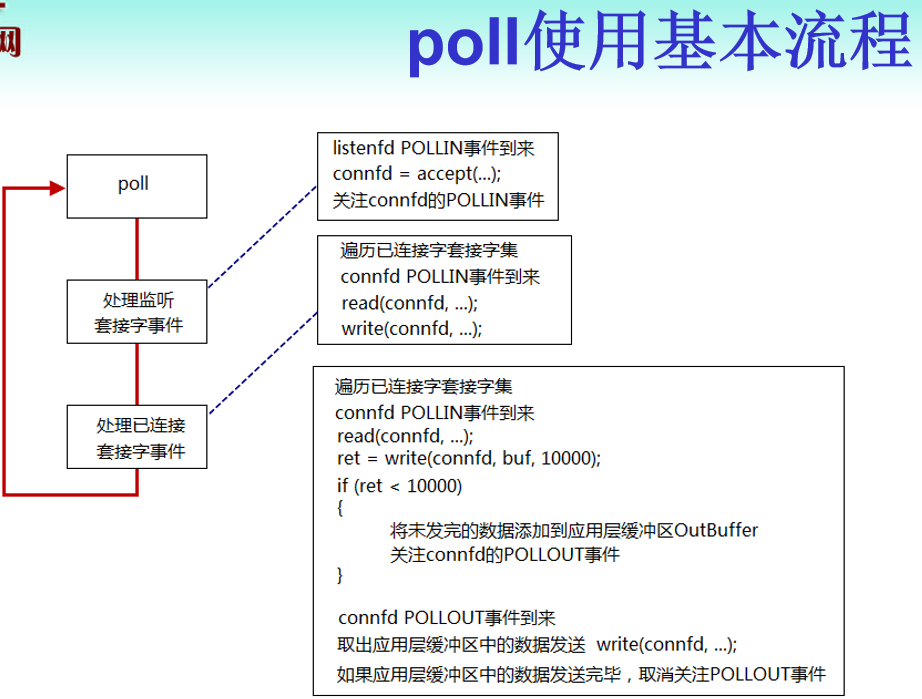 网
poll使用基本流程
poll
处理监听
套接字事件
处理已连接
套接字事件
listenfd POLLIN事件到来
connfd = accept(...);
关注connfd的POLLIN事件
遍历已连接字套接字集
connfd POLLIN事件到来
read(connfd, ...);
write(connfd, ...);
遍历已连接字套接字集
connfd POLLIN事件到来
read(connfd, ...);
ret = write(connfd, buf, 10000);
if (ret < 10000)
{
将未发完的数据添加到应用层缓冲区OutBuffer
关注connfd的POLLOUT事件
}
connfd POLLOUT事件到来
取出应用层缓冲区中的数据发送 write(connfd, ...);
如果应用层缓冲区中的数据发送完毕，取消关注POLLOUT事件